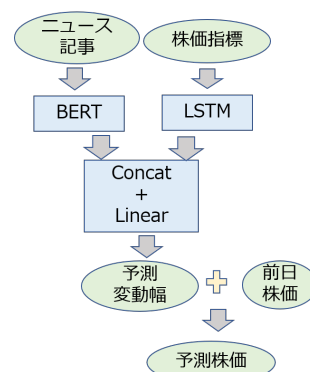 ニュース
記事
株価指標
BERT
LSTM
Concat
+
Linear
予測
変動幅
前日
株価
予測株価